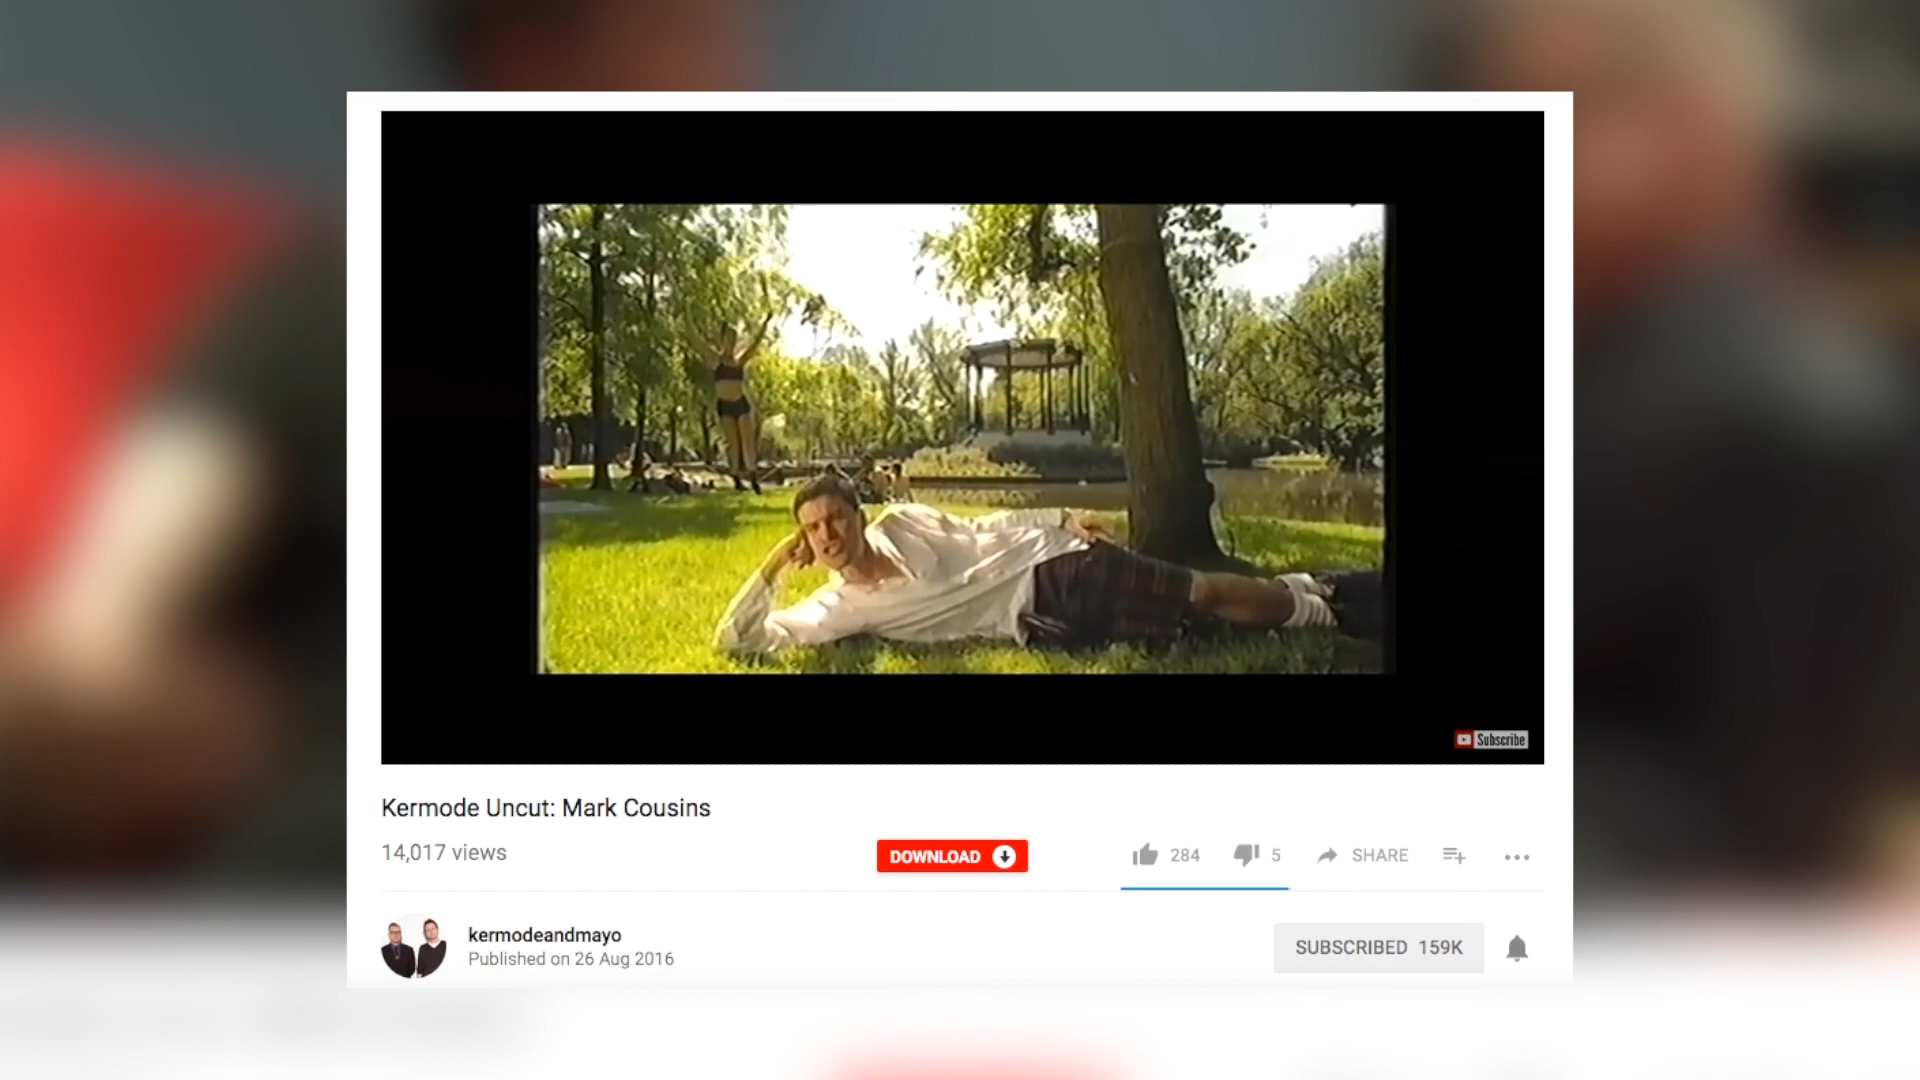 Subscribe
Kermode Uncut: Mark Cousins
14,017 views
DOWNLOAD
284
5
SHARE
kermodeandmayo
Published on 26 Aug 2016
SUBSCRIBED 159K